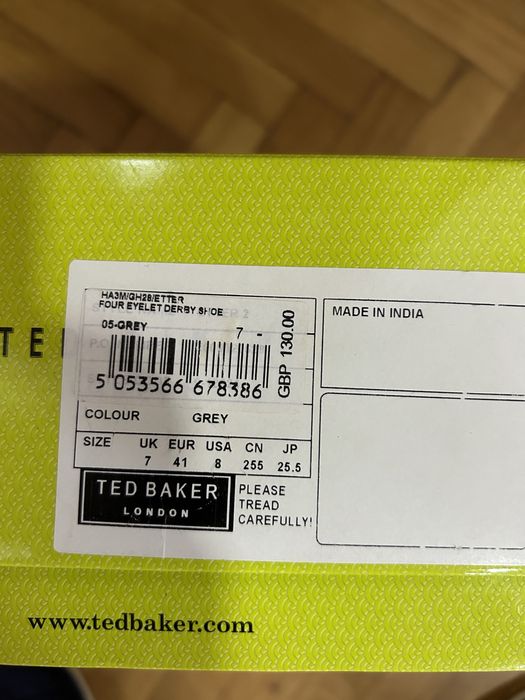 HA3M/GH28/ETTER
FOUR EYELET DERBY SHOE
05-GREY
7 -
GBP 130.00
5 053566 678386
COLOUR GREY
SIZE UK EUR USA CN JP
7 41 8 255 25.5
TED BAKER
LONDON
PLEASE
TREAD
CAREFULLY!
MADE IN INDIA
TE
www.tedbaker.com